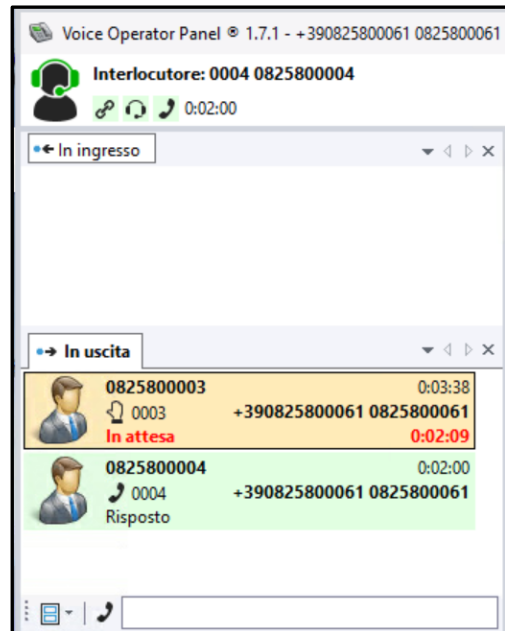 Voice Operator Panel ® 1.7.1 - +390825800061 0825800061
Interlocutore: 0004 0825800004
0:02:00
In ingresso
In uscita
0825800003 0:03:38
0003 +390825800061 0825800061
In attesa 0:02:09
0825800004 0:02:00
0004 +390825800061 0825800061
Risposto